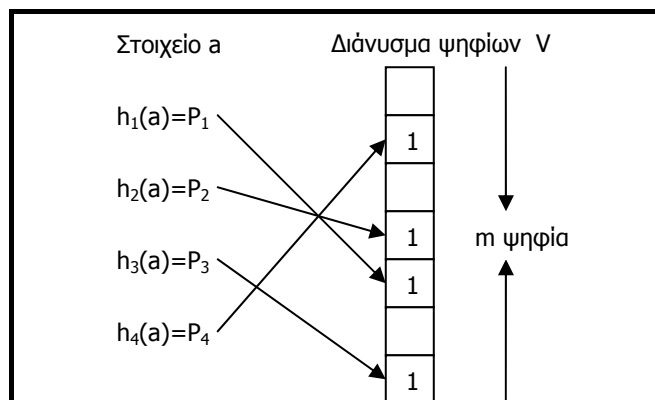 Στοιχείο a
Διάνυσμα ψηφίων V
h₁(a)=P₁
1
h₂(a)=P₂
1
m ψηφία
h₃(a)=P₃
1
h₄(a)=P₄
1